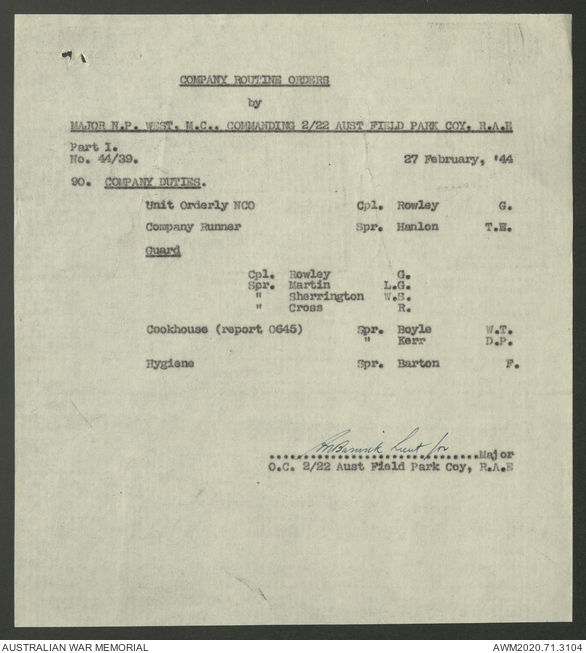 COMPANY ROUTINE ORDERS
by
MAJOR N.P. WEST, M.C., COMMANDING 2/22 AUST FIELD PARK COY, R.A.E
Part I.
No. 44/39. 27 February, '44
90. COMPANY DUTIES.
Unit Orderly NCO Cpl. Rowley G.
Company Runner Spr. Hanlon T.E.
Guard
Cpl. Rowley G.
Spr. Martin L.G.
" Sherrington W.S.
" Cross R.
Cookhouse (report 0645) Spr. Boyle W.T.
" Kerr D.P.
Hygiene Spr. Barton F.
Lieut for
........................................Major
O.C. 2/22 Aust Field Park Coy, R.A.E
AUSTRALIAN WAR MEMORIAL AWM2020.71.3104